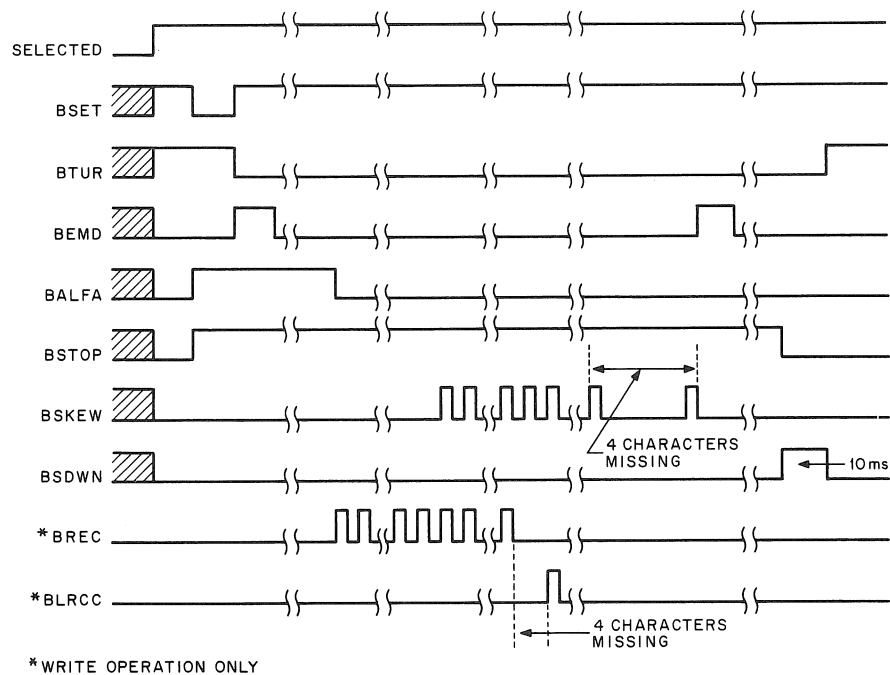 SELECTED
BSET
BTUR
BEMD
BALFA
BSTOP
BSKEW
4 CHARACTERS
MISSING
BSDWN
10 ms
*BREC
*BLRCC
4 CHARACTERS
MISSING
*WRITE OPERATION ONLY